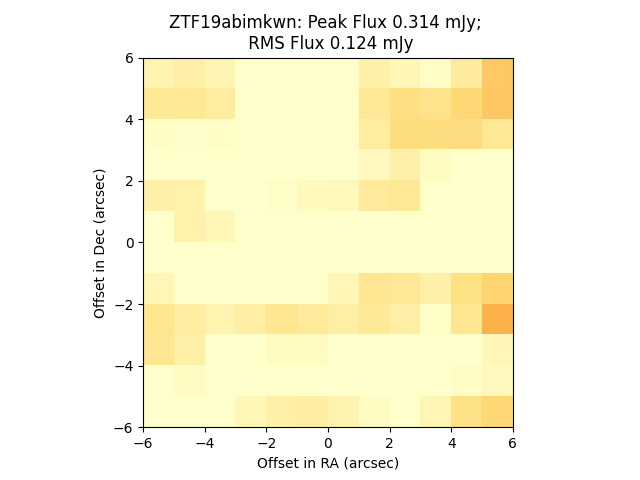 ZTF19abimkwn: Peak Flux 0.314 mJy;
RMS Flux 0.124 mJy
6
4
2
0
−2
−4
−6
Offset in Dec (arcsec)
−6 −4 −2 0 2 4 6
Offset in RA (arcsec)